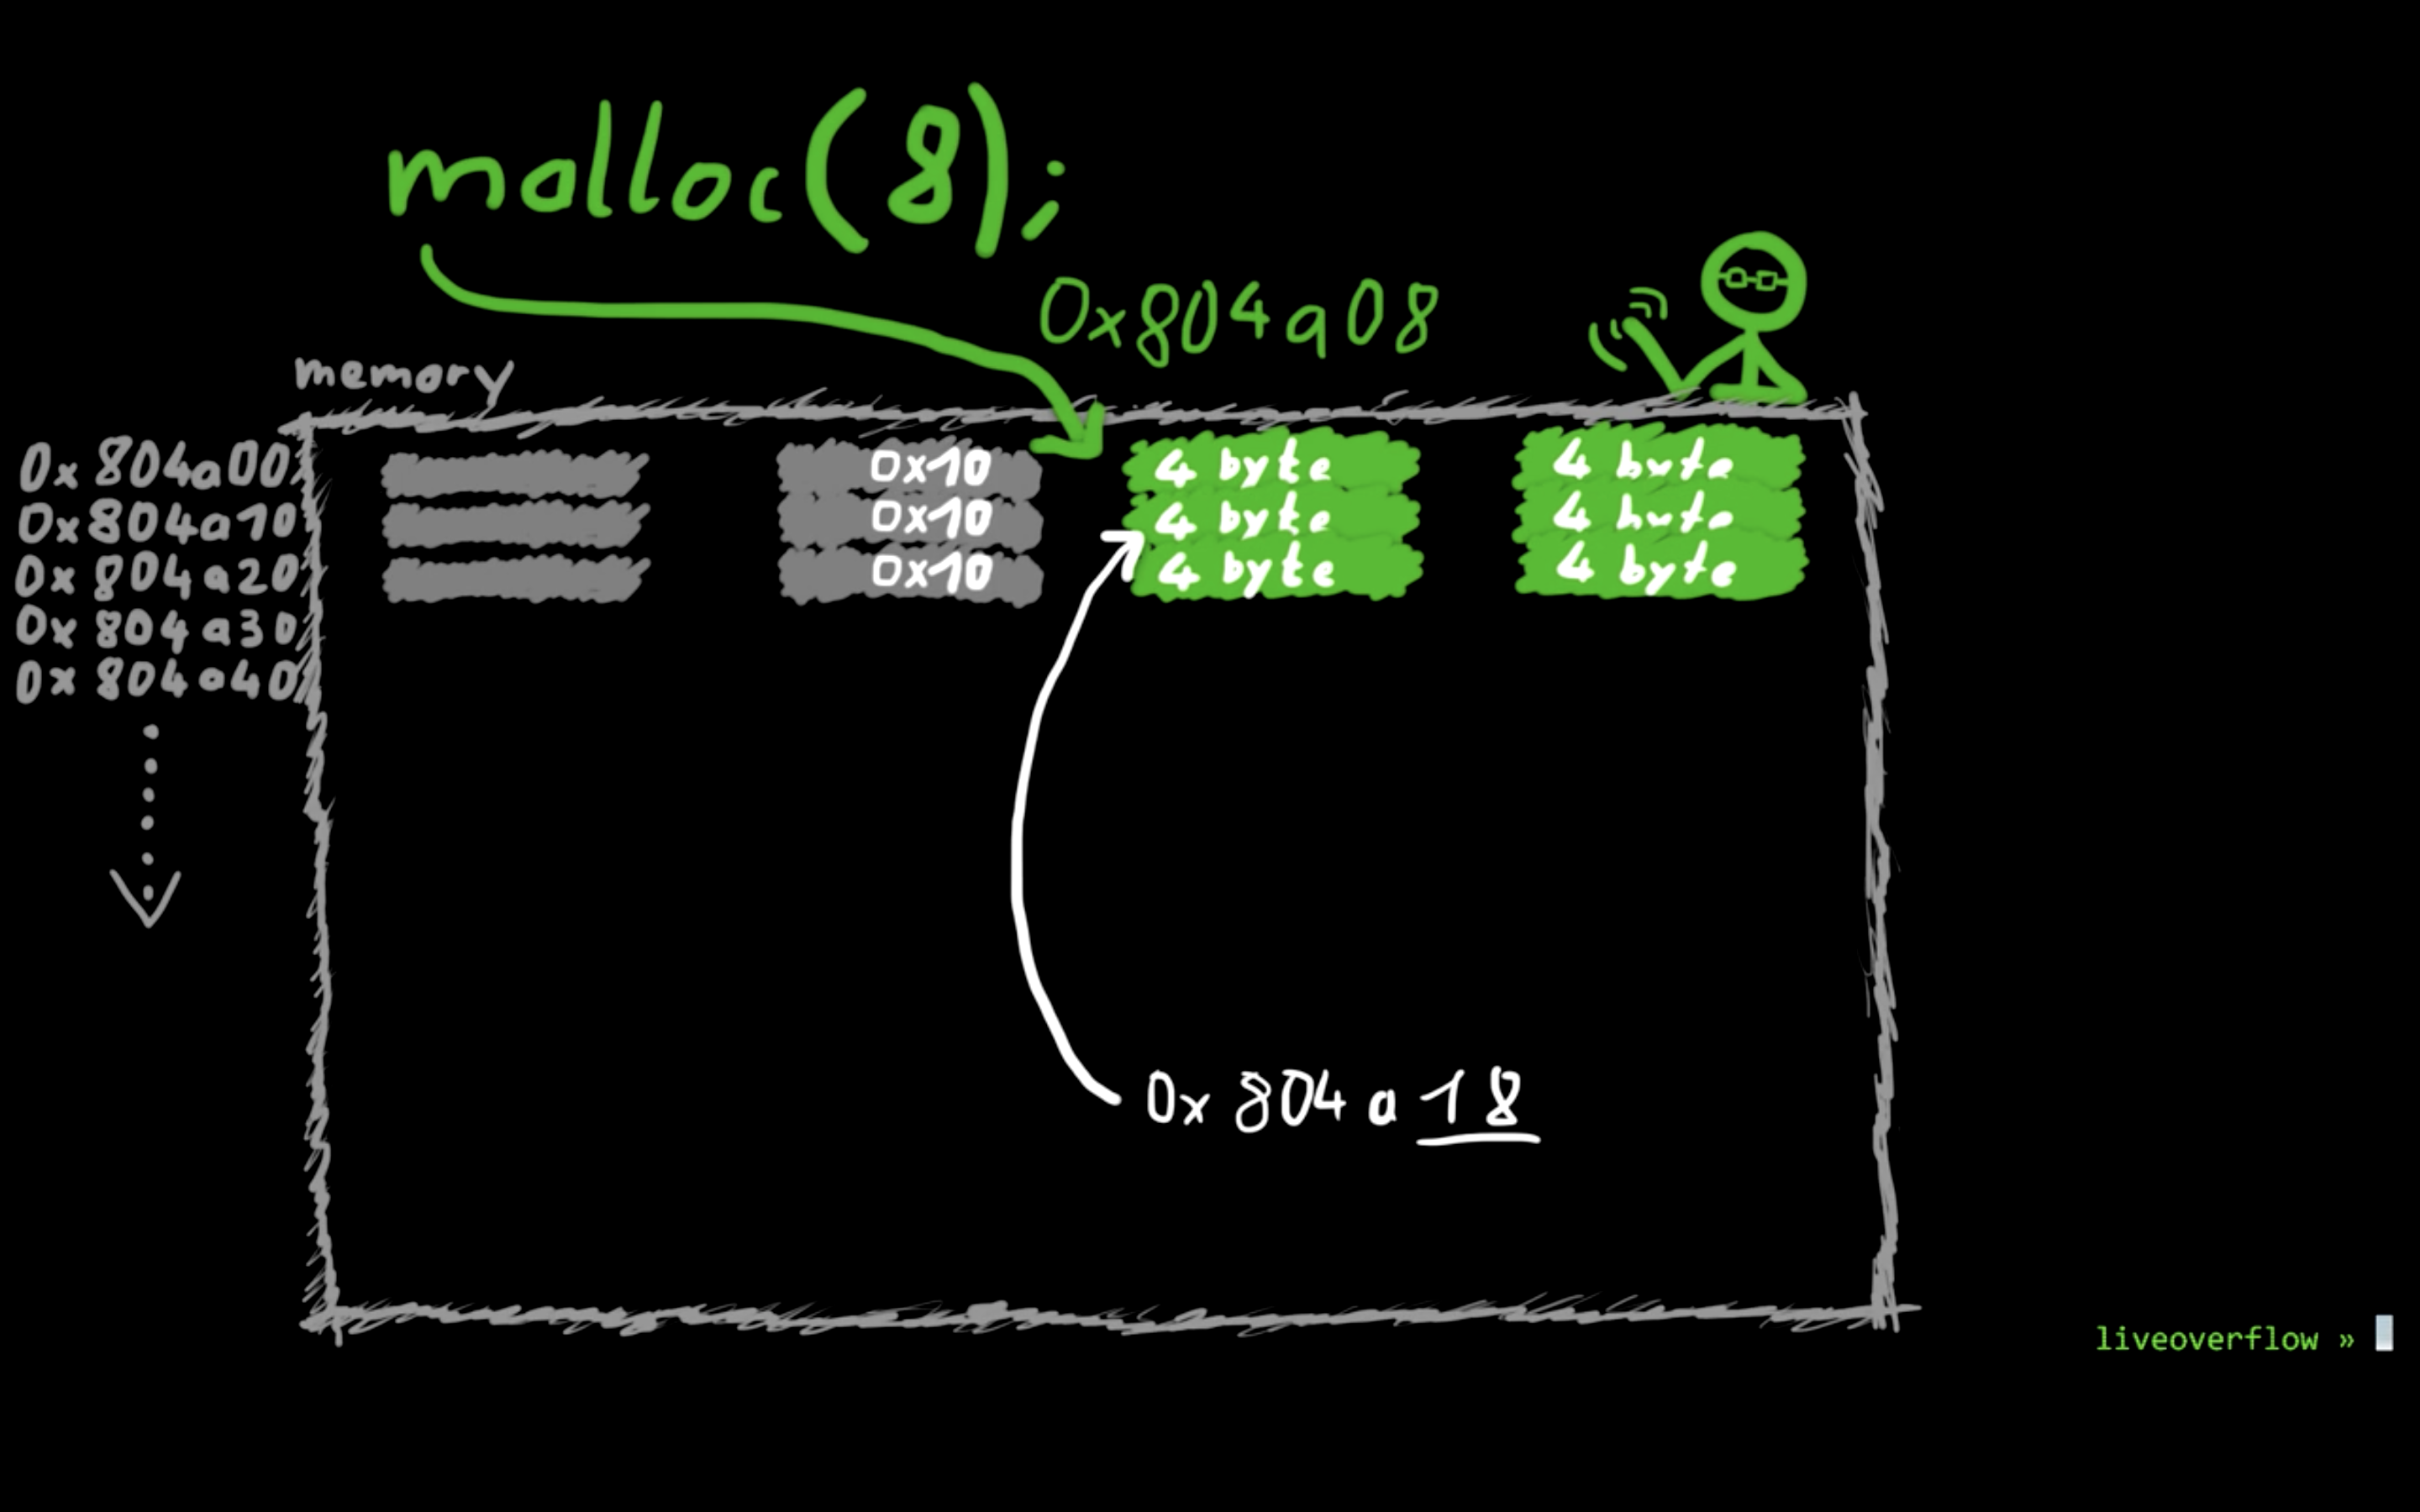 malloc(8);
0x804a08
memory
0x804a00 0x10 4 byte 4 byte
0x804a10 0x10 4 byte 4 byte
0x804a20 0x10 4 byte 4 byte
0x804a30
0x804a40
0x804a18
liveoverflow »